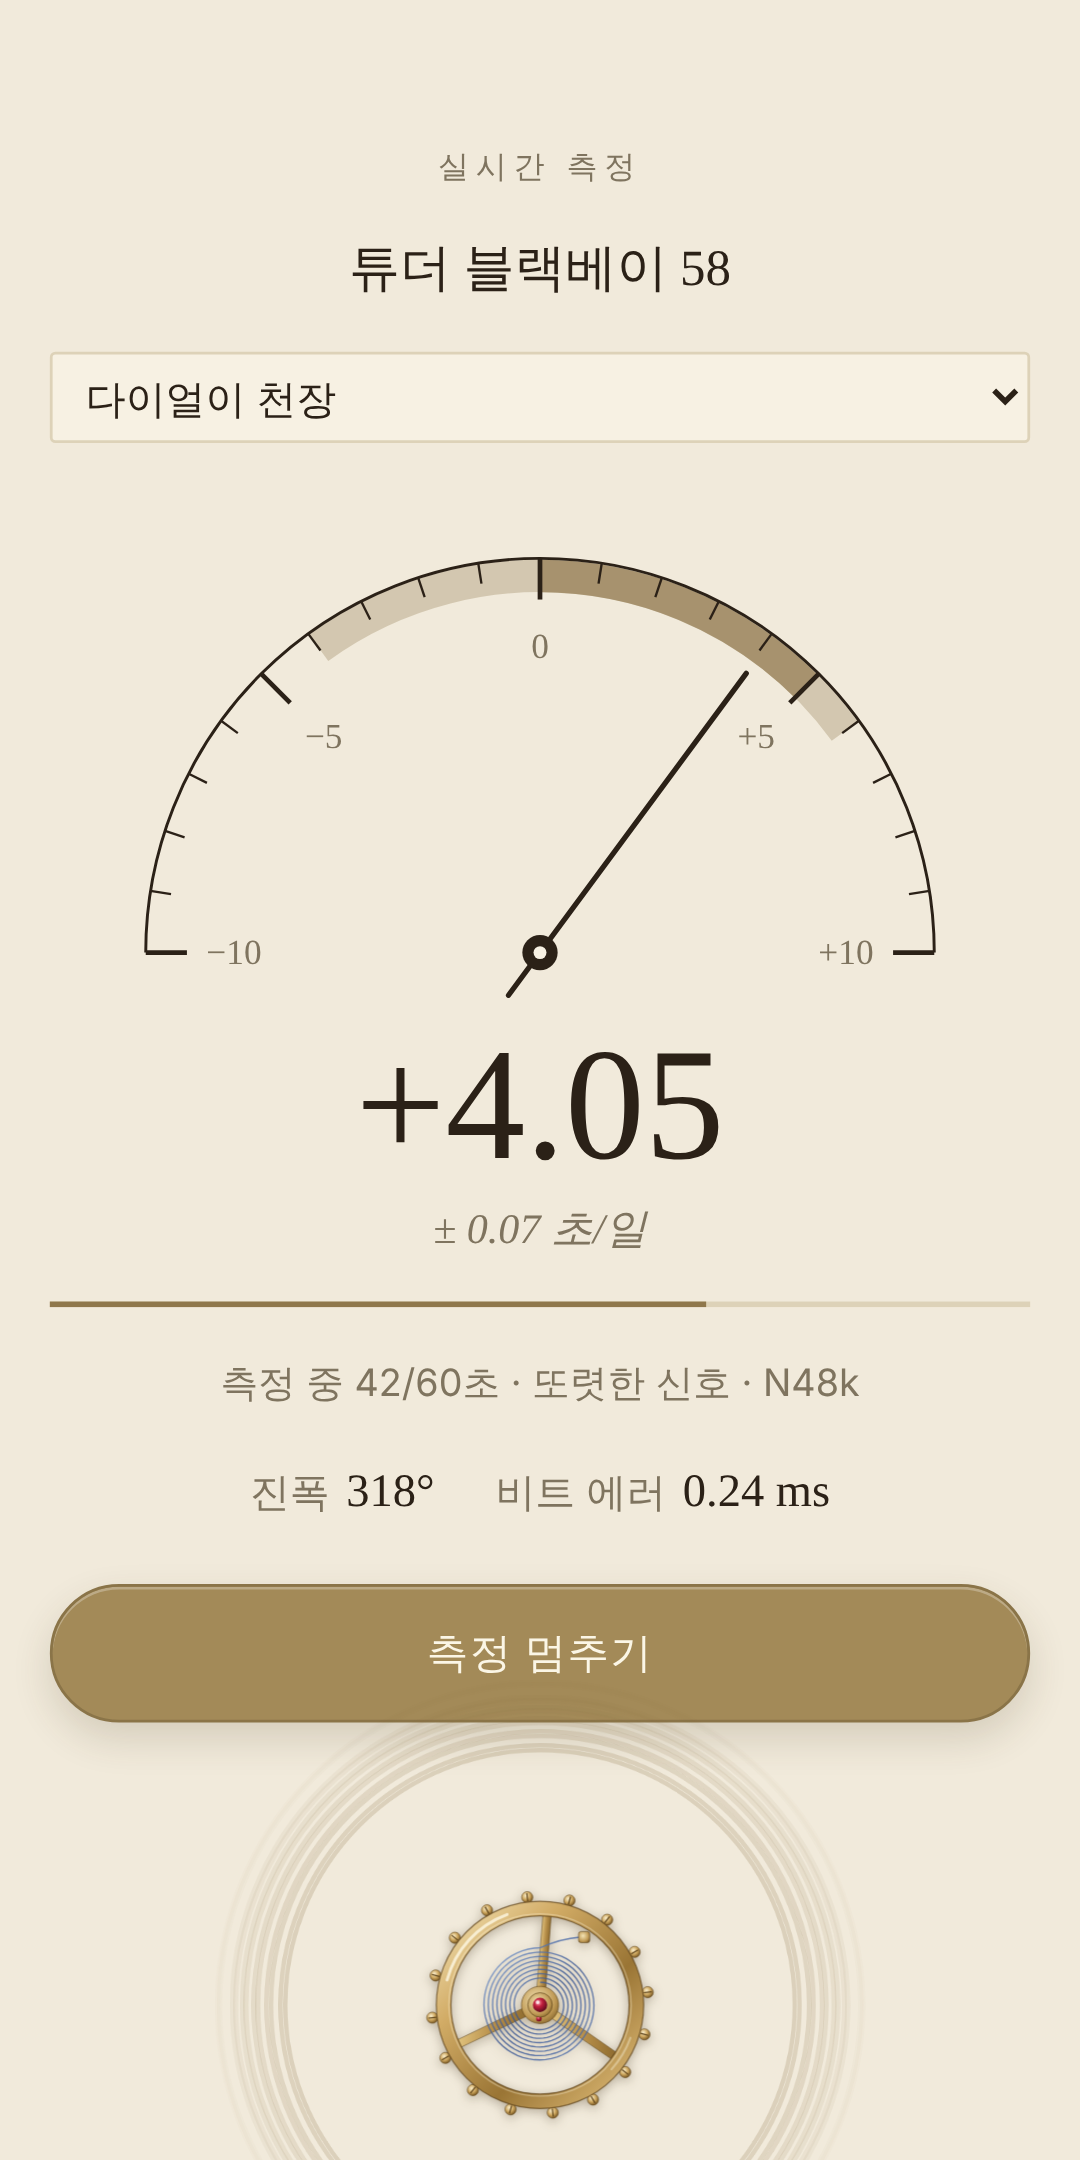 실시간 측정
튜더 블랙베이 58
다이얼이 천장
0
−5
+5
−10
+10
+4.05
± 0.07 초/일
측정 중 42/60초 · 또렷한 신호 · N48k
진폭 318° 비트 에러 0.24 ms
측정 멈추기